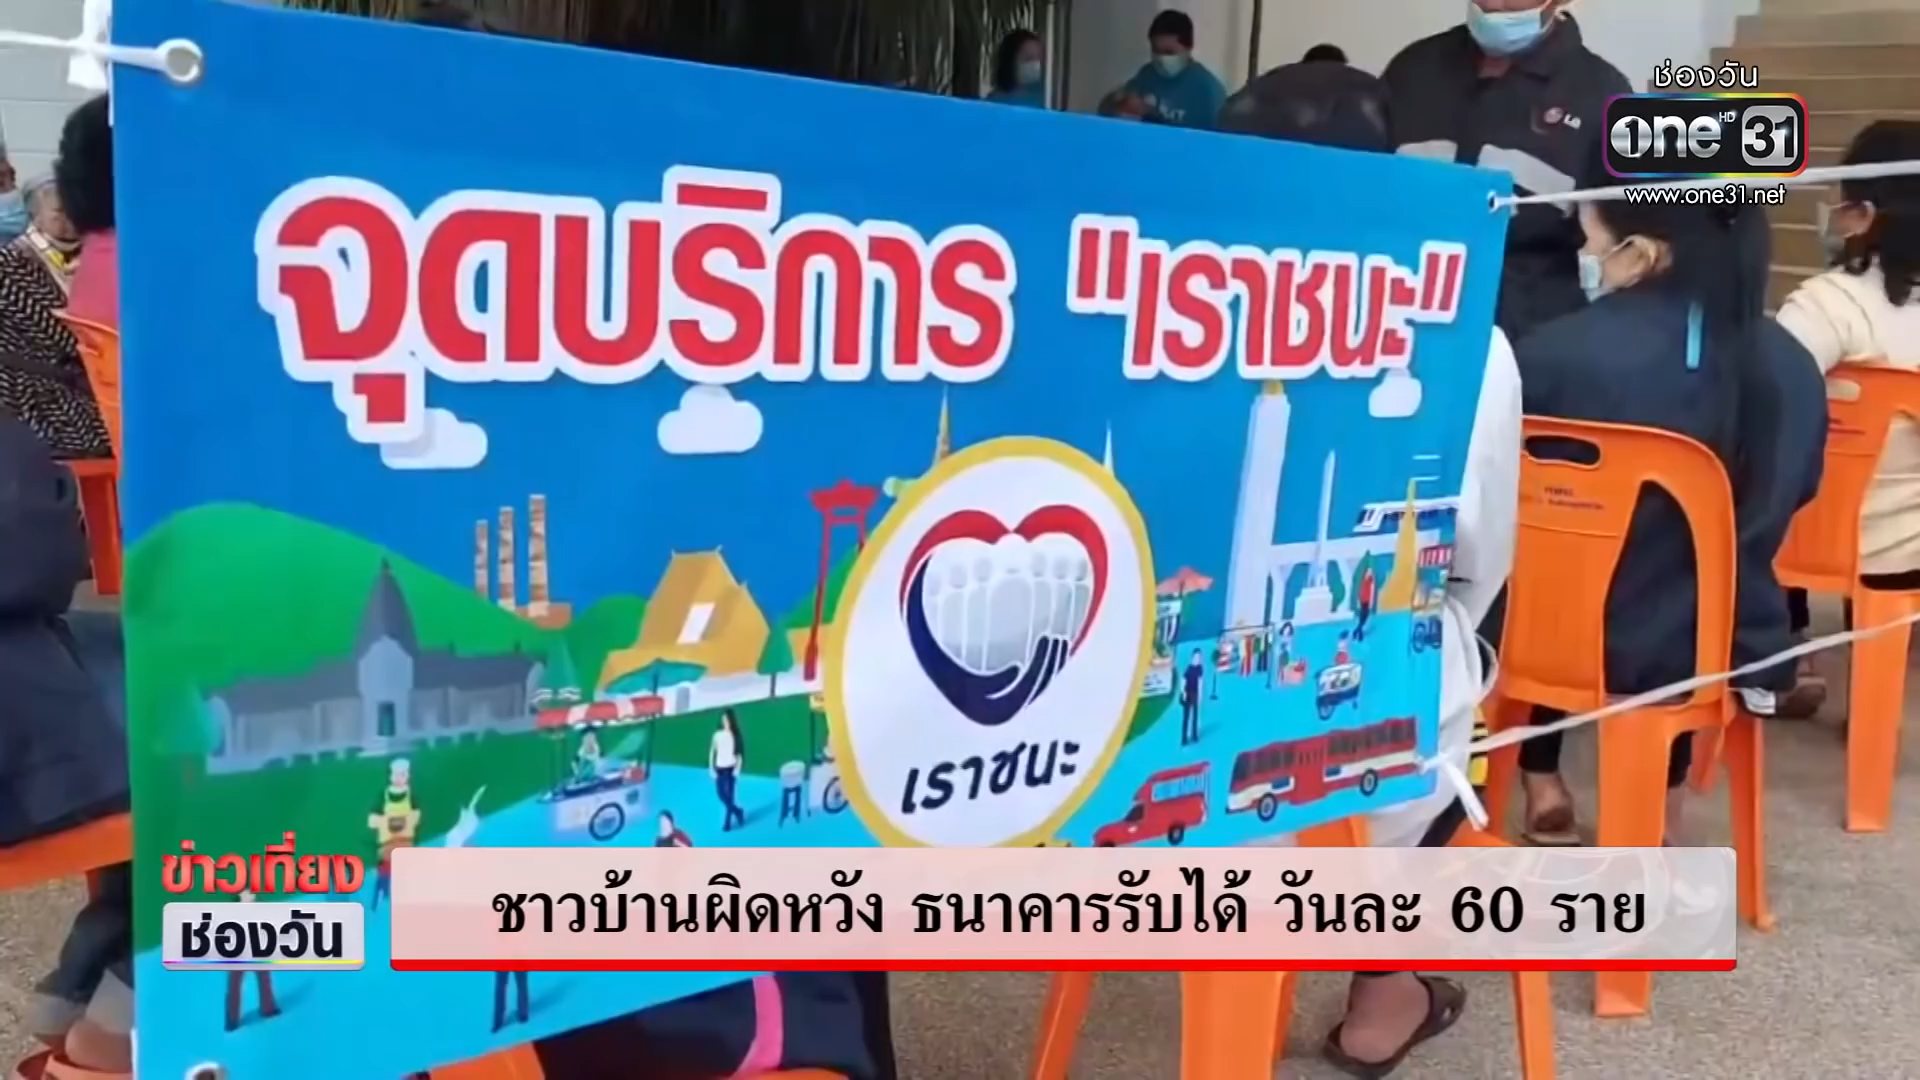 ช่องวัน
one HD 31
www.one31.net
LG
จุดบริการ "เราชนะ"
เราชนะ
ข่าวเที่ยง
ช่องวัน
ชาวบ้านผิดหวัง ธนาคารรับได้ วันละ 60 ราย